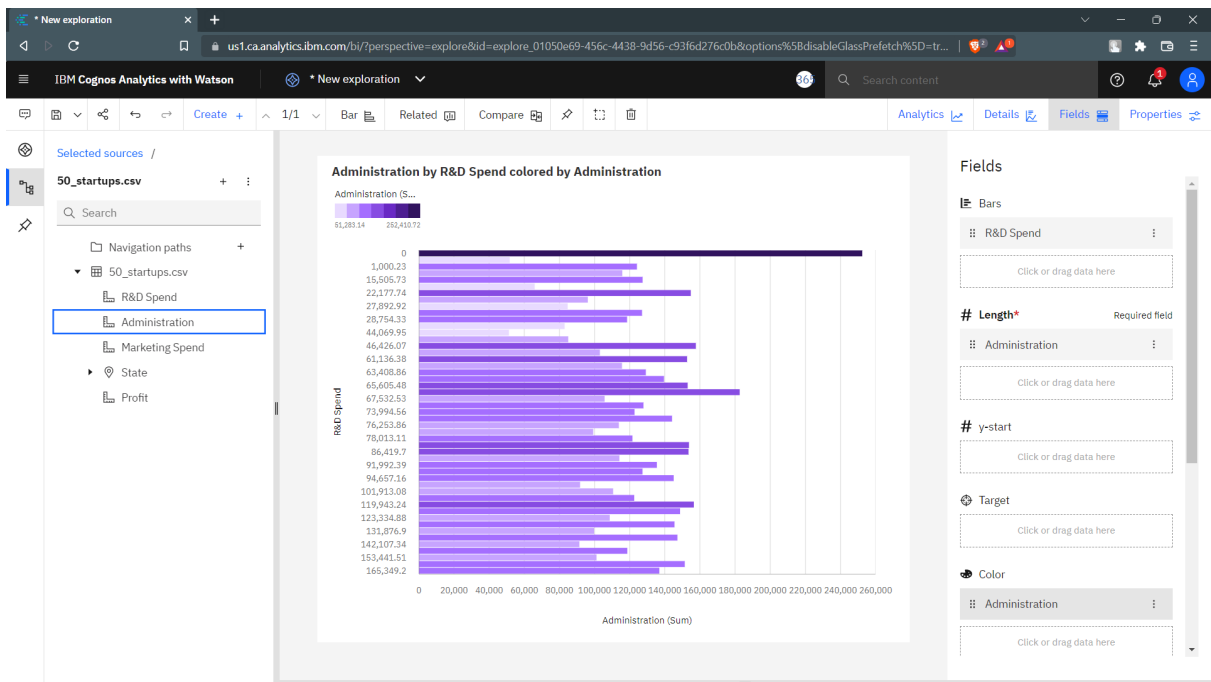 * New exploration
us1.ca.analytics.ibm.com/bi/?perspective=explore&id=explore_01050e69-456c-4438-9d56-c93f6d276c0b&options%5BdisableGlassPrefetch%5D=tr...
2
IBM Cognos Analytics with Watson
* New exploration
Search content
1
Create +
1/1
Bar
Related
Compare
Analytics
Details
Fields
Properties
Selected sources /
50_startups.csv
Search
Navigation paths
50_startups.csv
R&D Spend
Administration
Marketing Spend
State
Profit
Administration by R&D Spend colored by Administration
Administration (S...
51,283.14 252,410.72
R&D Spend
0
1,000.23
15,505.73
22,177.74
27,892.92
28,754.33
44,069.95
46,426.07
61,136.38
63,408.86
65,605.48
67,532.53
73,994.56
76,253.86
78,013.11
86,419.7
91,992.39
94,657.16
101,913.08
119,943.24
123,334.88
131,876.9
142,107.34
153,441.51
165,349.2
0 20,000 40,000 60,000 80,000 100,000 120,000 140,000 160,000 180,000 200,000 220,000 240,000 260,000
Administration (Sum)
Fields
Bars
R&D Spend
Click or drag data here
# Length* Required field
Administration
Click or drag data here
# y-start
Click or drag data here
Target
Click or drag data here
Color
Administration
Click or drag data here